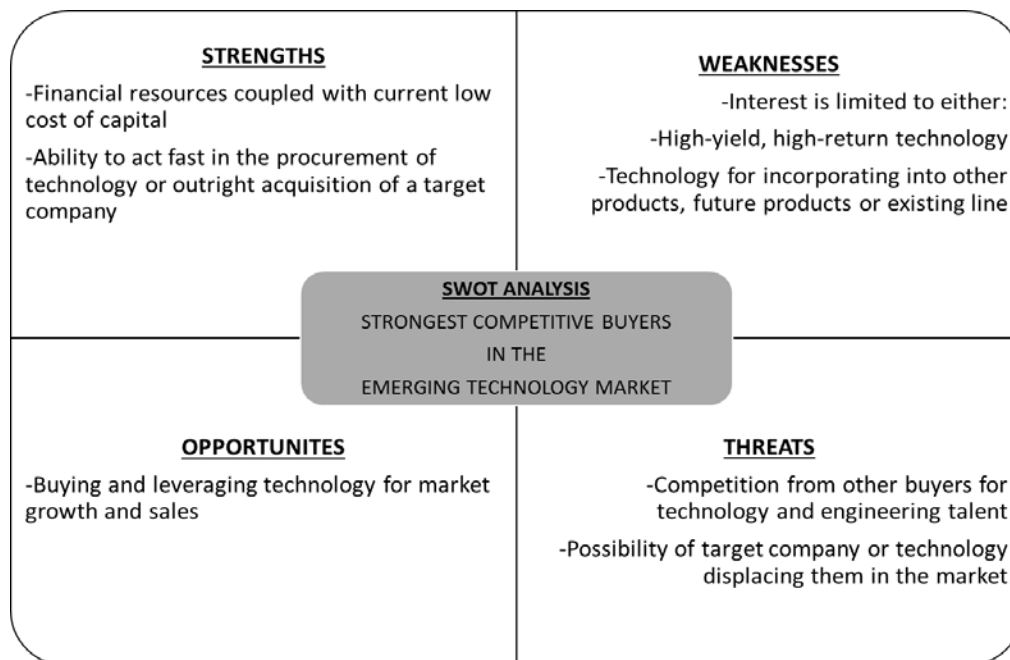 STRENGTHS
-Financial resources coupled with current low
cost of capital
-Ability to act fast in the procurement of
technology or outright acquisition of a target
company
WEAKNESSES
-Interest is limited to either:
-High-yield, high-return technology
-Technology for incorporating into other
products, future products or existing line
SWOT ANALYSIS
STRONGEST COMPETITIVE BUYERS
IN THE
EMERGING TECHNOLOGY MARKET
OPPORTUNITES
-Buying and leveraging technology for market
growth and sales
THREATS
-Competition from other buyers for
technology and engineering talent
-Possibility of target company or technology
displacing them in the market